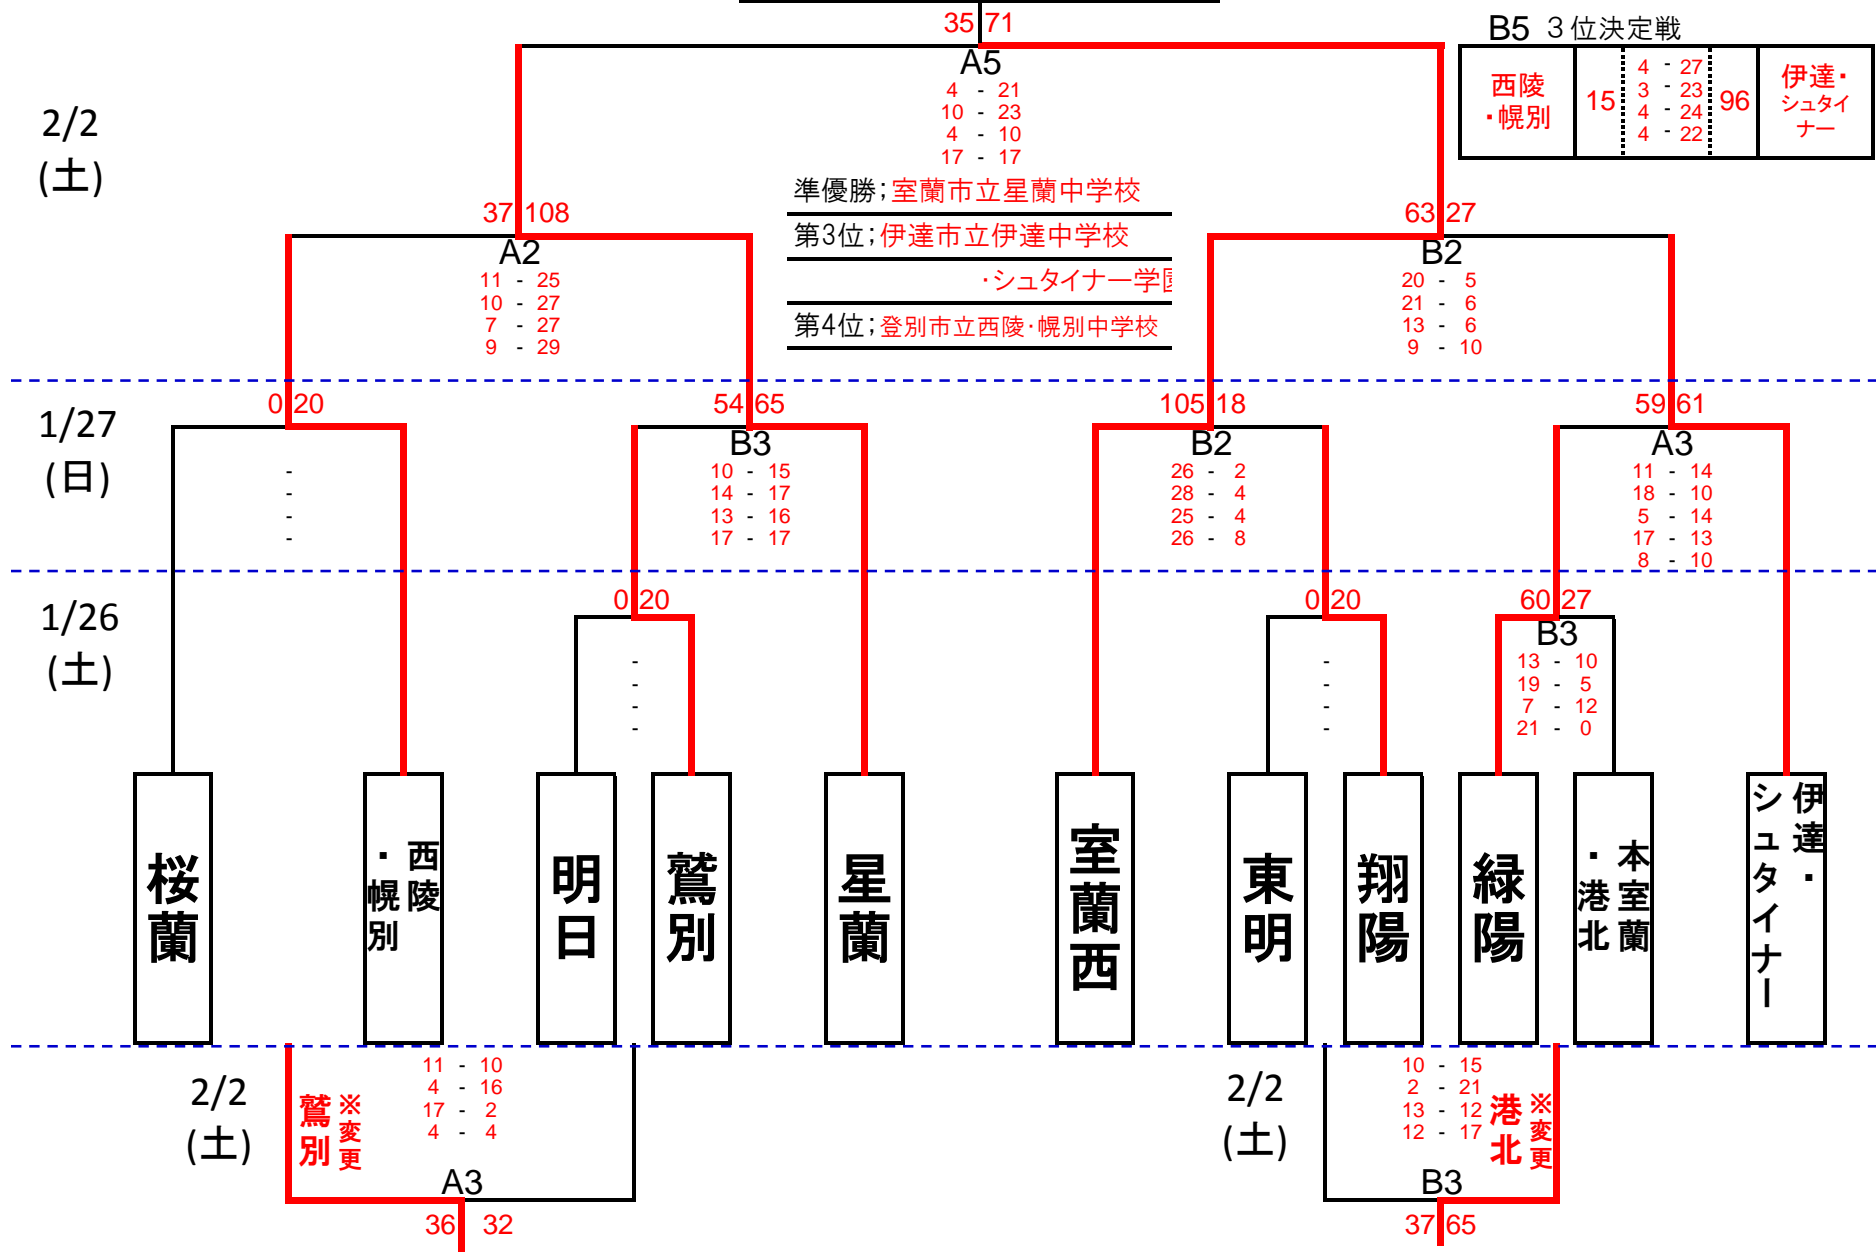 35 71
B5 ３位決定戦
A5
4 - 21
10 - 23
4 - 10
17 - 17
西陵
・幌別
15
4 - 27
3 - 23
4 - 24
4 - 22
96
伊達・
シュタイ
ナー
2/2
(土)
準優勝；室蘭市立星蘭中学校
第3位；伊達市立伊達中学校
・シュタイナー学園
第4位；登別市立西陵・幌別中学校
37 108
A2
11 - 25
10 - 27
7 - 27
9 - 29
63 27
B2
20 - 5
21 - 6
13 - 6
9 - 10
1/27
(日)
0 20
-
-
-
-
54 65
B3
10 - 15
14 - 17
13 - 16
17 - 17
105 18
B2
26 - 2
28 - 4
25 - 4
26 - 8
59 61
A3
11 - 14
18 - 10
5 - 14
17 - 13
8 - 10
1/26
(土)
0 20
-
-
-
-
0 20
-
-
-
-
60 27
B3
13 - 10
19 - 5
7 - 12
21 - 0
桜蘭
西陵
・幌別
明日
鷲別
星蘭
室蘭西
東明
翔陽
緑陽
本室蘭
・港北
伊達・
シュタイナー
2/2
(土)
※変更
鷲別
11 - 10
4 - 16
17 - 2
4 - 4
A3
36 32
2/2
(土)
10 - 15
2 - 21
13 - 12
12 - 17
※変更
港北
B3
37 65